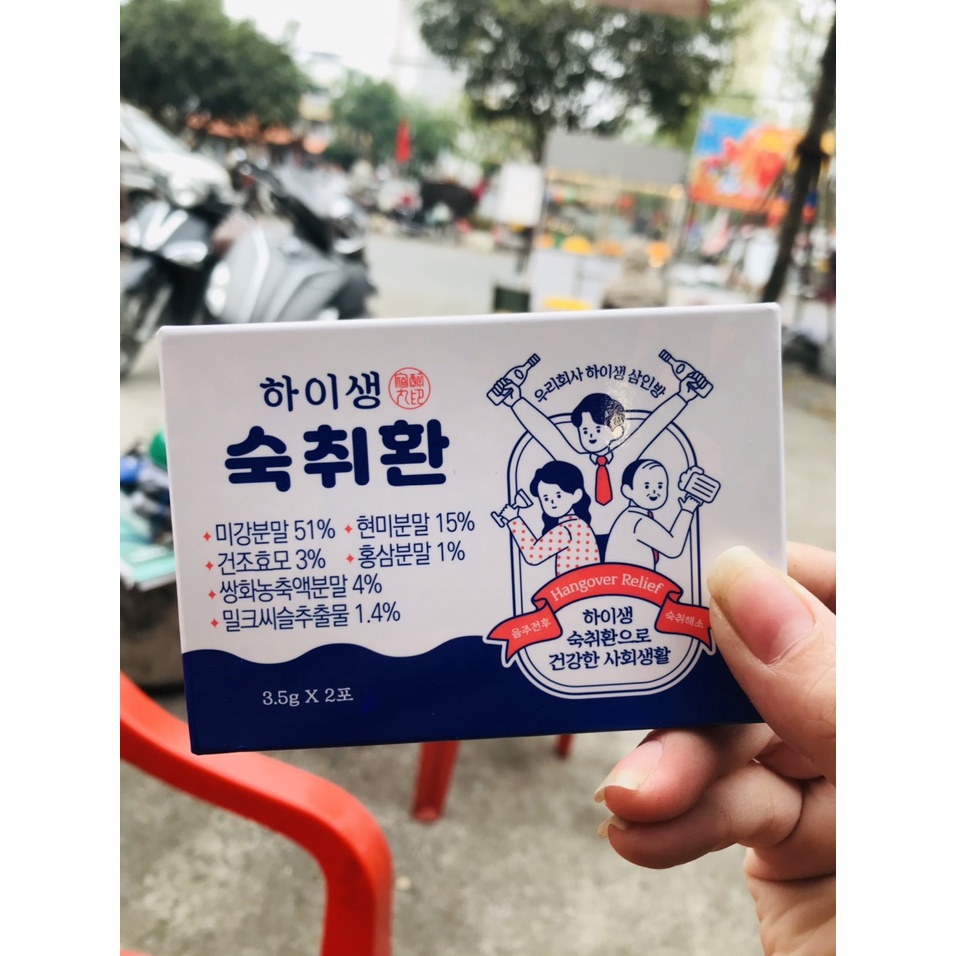 하이생
숙취환
미강분말 51% 현미분말 15%
건조효모 3% 홍삼분말 1%
쌍화농축액분말 4%
밀크씨슬추출물 1.4%
3.5g X 2포
우리회사 하이생 삼인방
Hangover Relief
음주전후
숙취해소
하이생
숙취환으로
건강한 사회생활